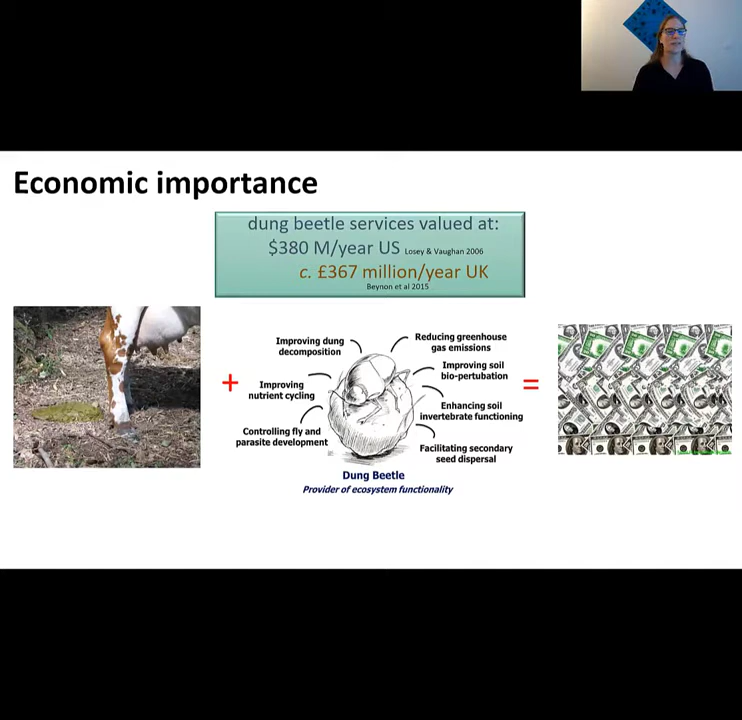 Economic importance
dung beetle services valued at:
$380 M/year US Losey & Vaughan 2006
c. £367 million/year UK
Beynon et al 2015
Improving dung
decomposition
Reducing greenhouse
gas emissions
Improving soil
bio-pertubation
+
Improving
nutrient cycling
=
Enhancing soil
invertebrate functioning
Controlling fly and
parasite development
Facilitating secondary
seed dispersal
Dung Beetle
Provider of ecosystem functionality